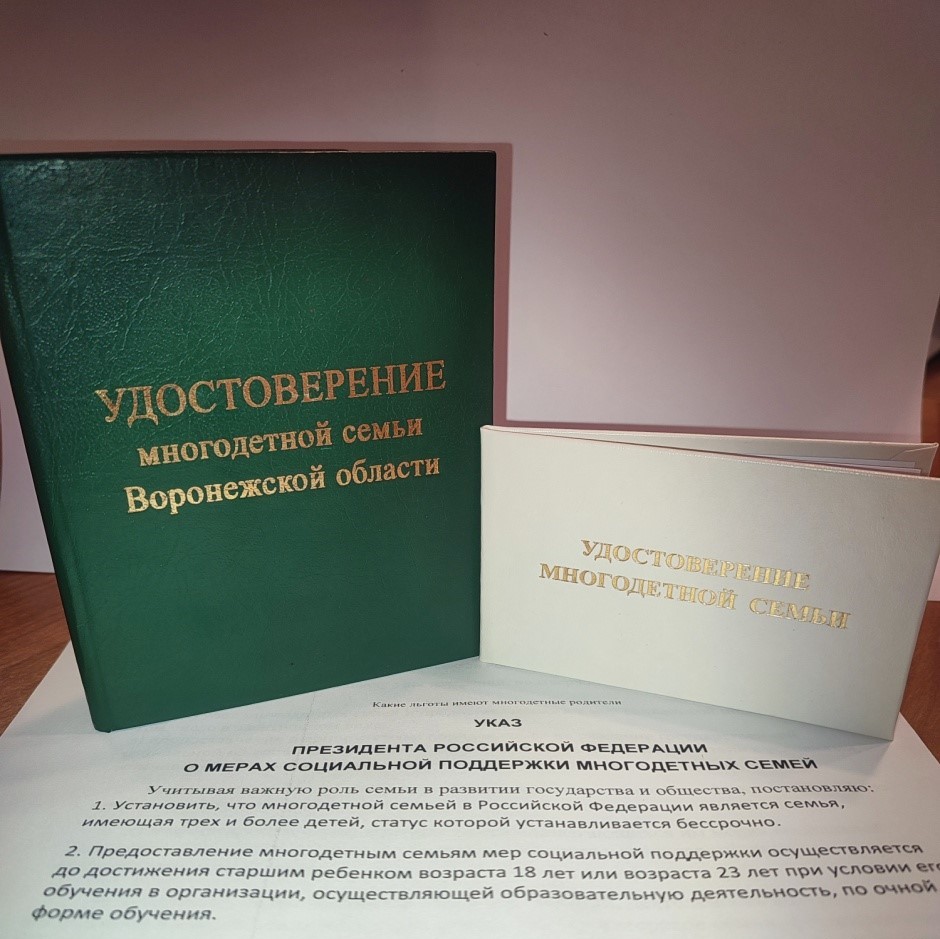 УДОСТОВЕРЕНИЕ
многодетной семьи
Воронежской области
УДОСТОВЕРЕНИЕ
МНОГОДЕТНОЙ СЕМЬИ
Какие льготы имеют многодетные родители
УКАЗ
ПРЕЗИДЕНТА РОССИЙСКОЙ ФЕДЕРАЦИИ
О МЕРАХ СОЦИАЛЬНОЙ ПОДДЕРЖКИ МНОГОДЕТНЫХ СЕМЕЙ
Учитывая важную роль семьи в развитии государства и общества, постановляю:
1. Установить, что многодетной семьей в Российской Федерации является семья,
имеющая трех и более детей, статус которой устанавливается бессрочно.
2. Предоставление многодетным семьям мер социальной поддержки осуществляется
до достижения старшим ребенком возраста 18 лет или возраста 23 лет при условии его
обучения в организации, осуществляющей образовательную деятельность, по очной
форме обучения.